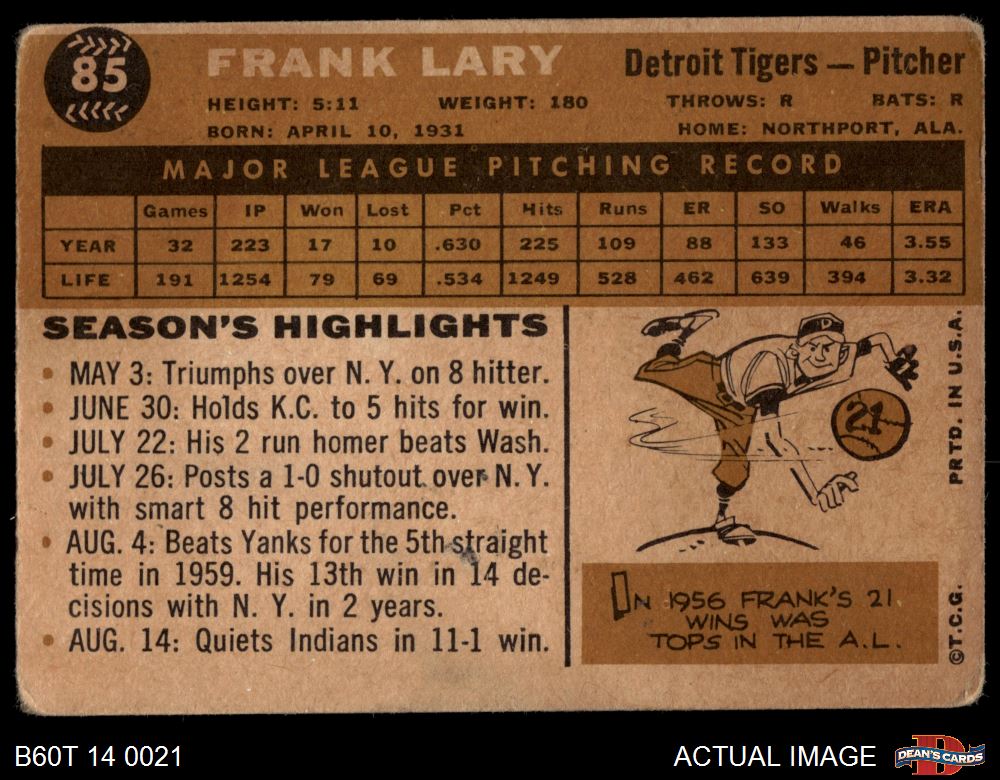 85
FRANK LARY
Detroit Tigers — Pitcher
HEIGHT: 5:11 WEIGHT: 180 THROWS: R BATS: R
BORN: APRIL 10, 1931 HOME: NORTHPORT, ALA.
MAJOR LEAGUE PITCHING RECORD
Games IP Won Lost Pct Hits Runs ER SO Walks ERA
YEAR 32 223 17 10 .630 225 109 88 133 46 3.55
LIFE 191 1254 79 69 .534 1249 528 462 639 394 3.32
SEASON'S HIGHLIGHTS
• MAY 3: Triumphs over N. Y. on 8 hitter.
• JUNE 30: Holds K.C. to 5 hits for win.
• JULY 22: His 2 run homer beats Wash.
• JULY 26: Posts a 1-0 shutout over N. Y.
with smart 8 hit performance.
• AUG. 4: Beats Yanks for the 5th straight
time in 1959. His 13th win in 14 de-
cisions with N. Y. in 2 years.
• AUG. 14: Quiets Indians in 11-1 win.
D
21
IN 1956 FRANK'S 21
WINS WAS
TOPS IN THE A.L.
©T.C.G. PRTD. IN U.S.A.
B60T 14 0021
ACTUAL IMAGE
D
DEAN'S CARDS